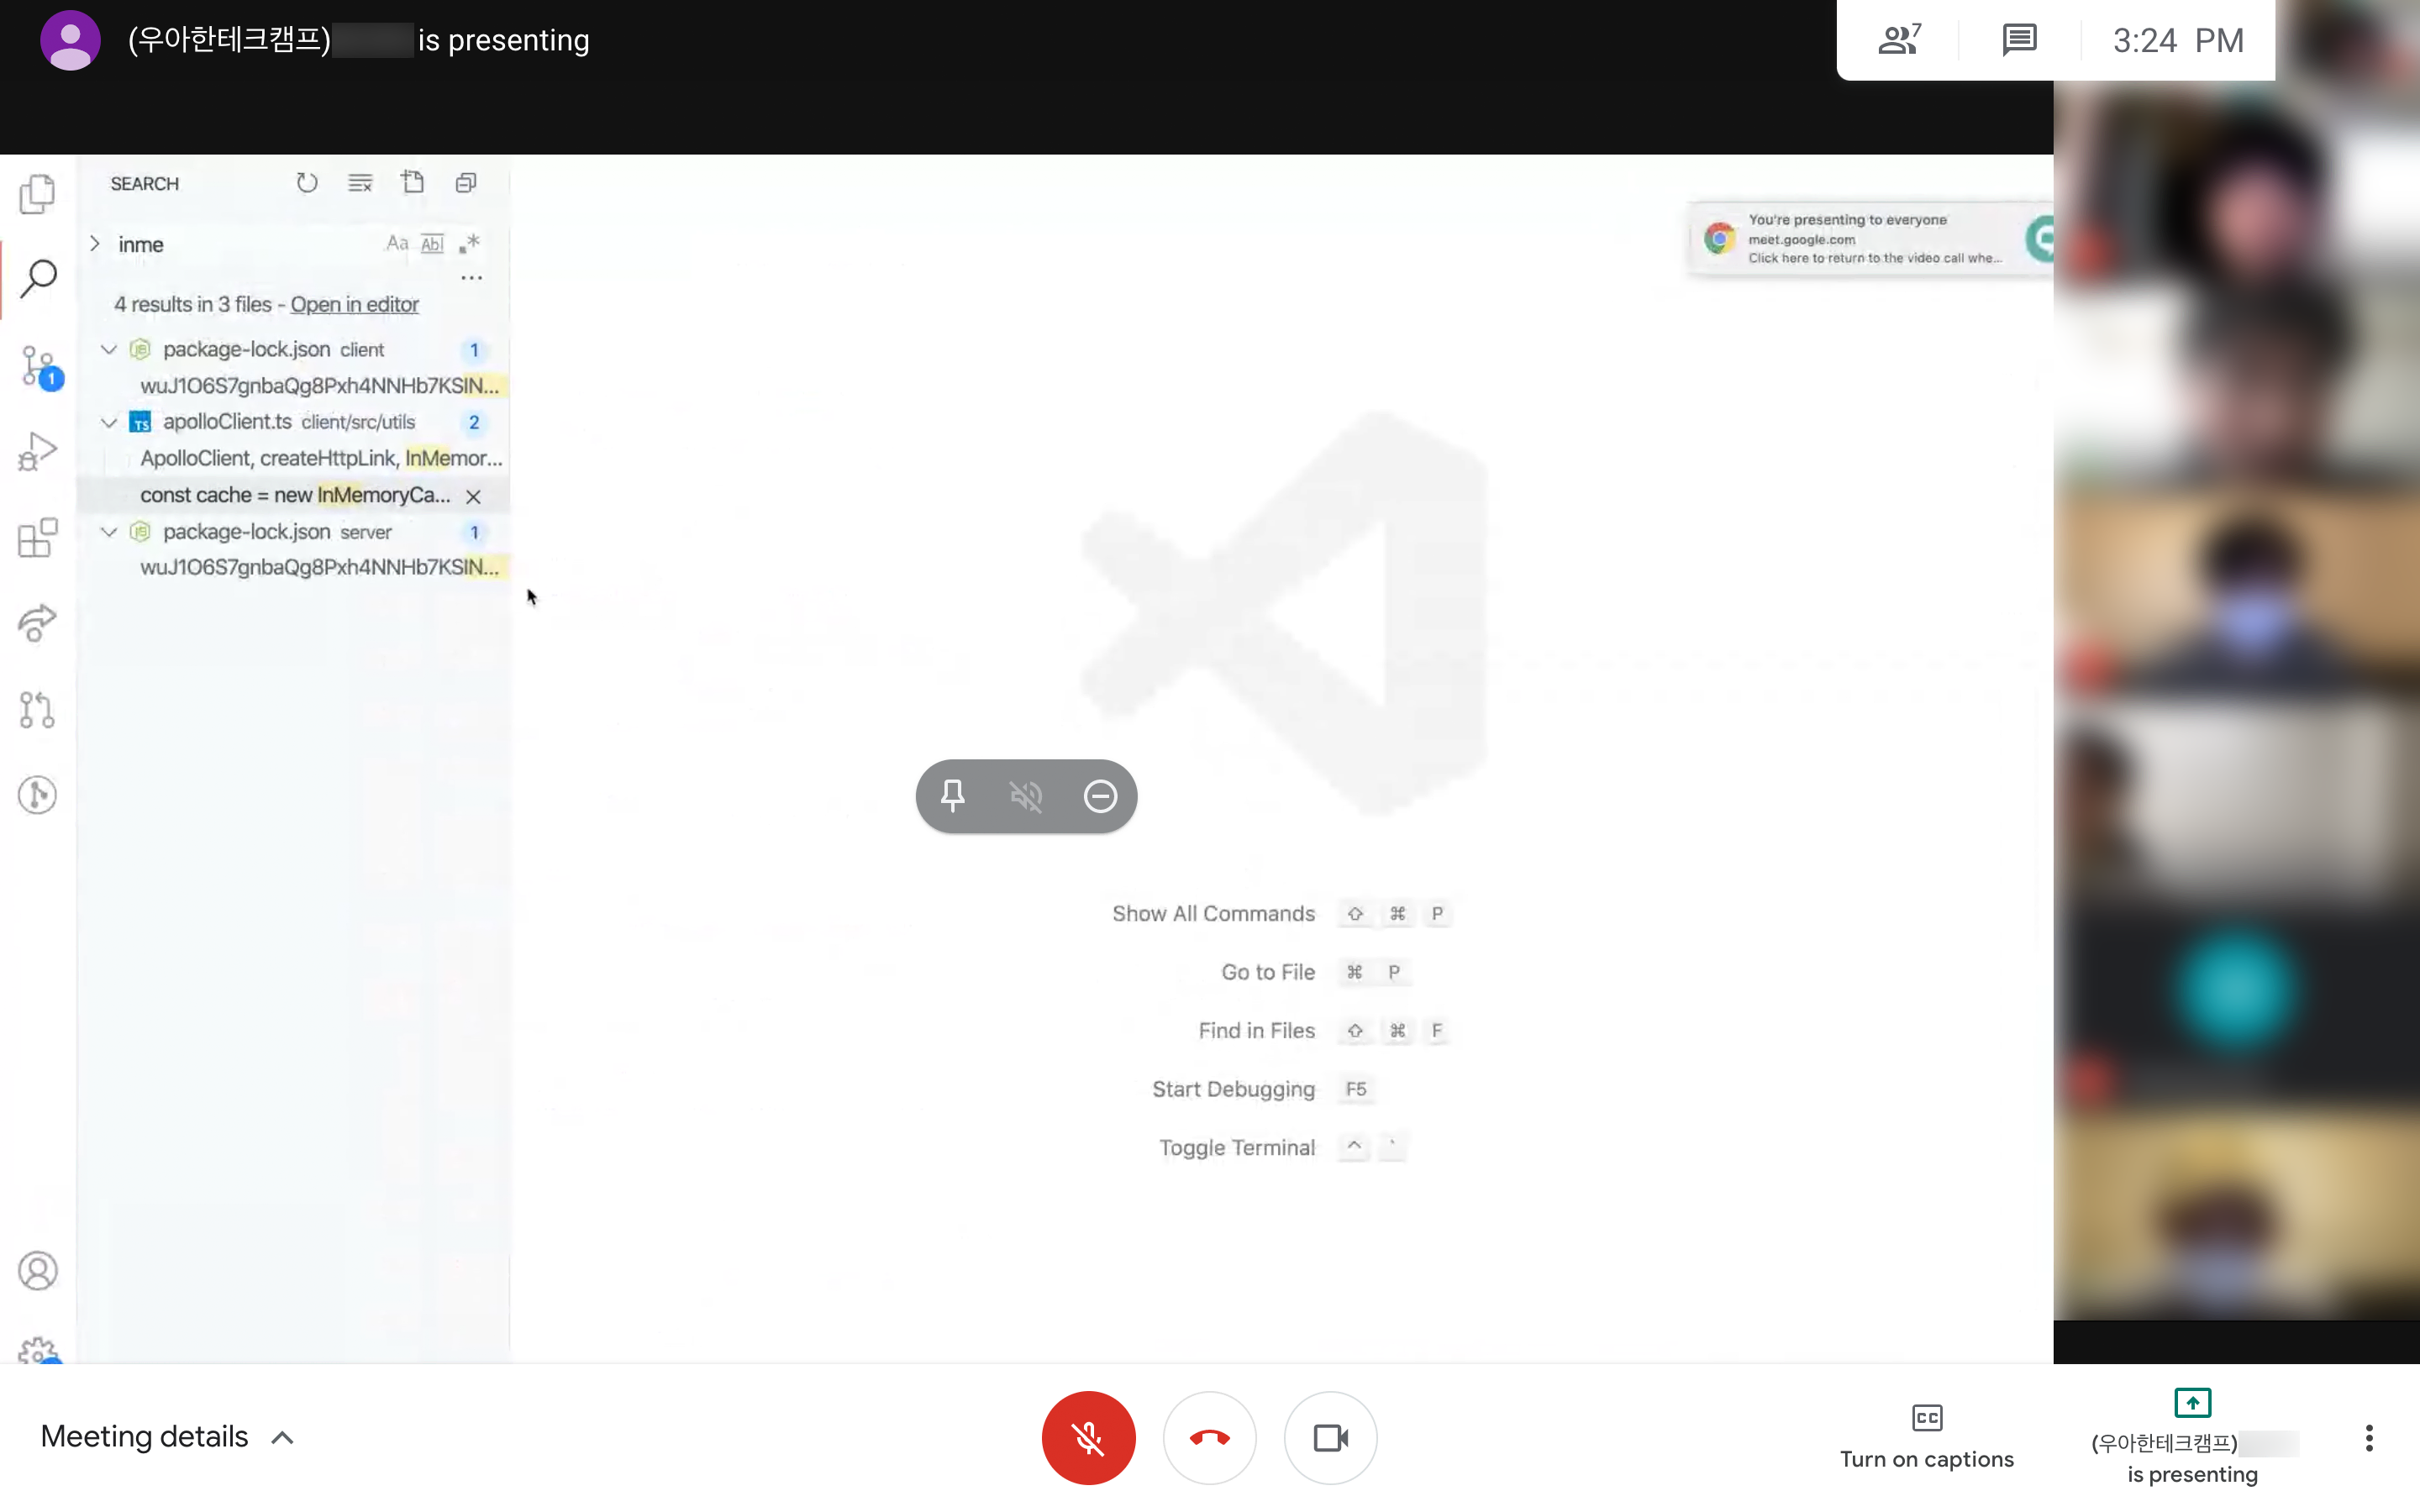 (우아한테크캠프) is presenting
7
3:24 PM
SEARCH
inme
Aa Abl .*
4 results in 3 files - Open in editor
package-lock.json client 1
wuJ1O6S7gnbaQg8Pxh4NNHb7KSIN...
TS apolloClient.ts client/src/utils 2
ApolloClient, createHttpLink, InMemor...
const cache = new InMemoryCa...
package-lock.json server 1
wuJ1O6S7gnbaQg8Pxh4NNHb7KSIN...
1
You're presenting to everyone
meet.google.com
Click here to return to the video call whe...
Show All Commands ⇧ ⌘ P
Go to File ⌘ P
Find in Files ⇧ ⌘ F
Start Debugging F5
Toggle Terminal ^ `
Meeting details
CC
Turn on captions
(우아한테크캠프)
is presenting